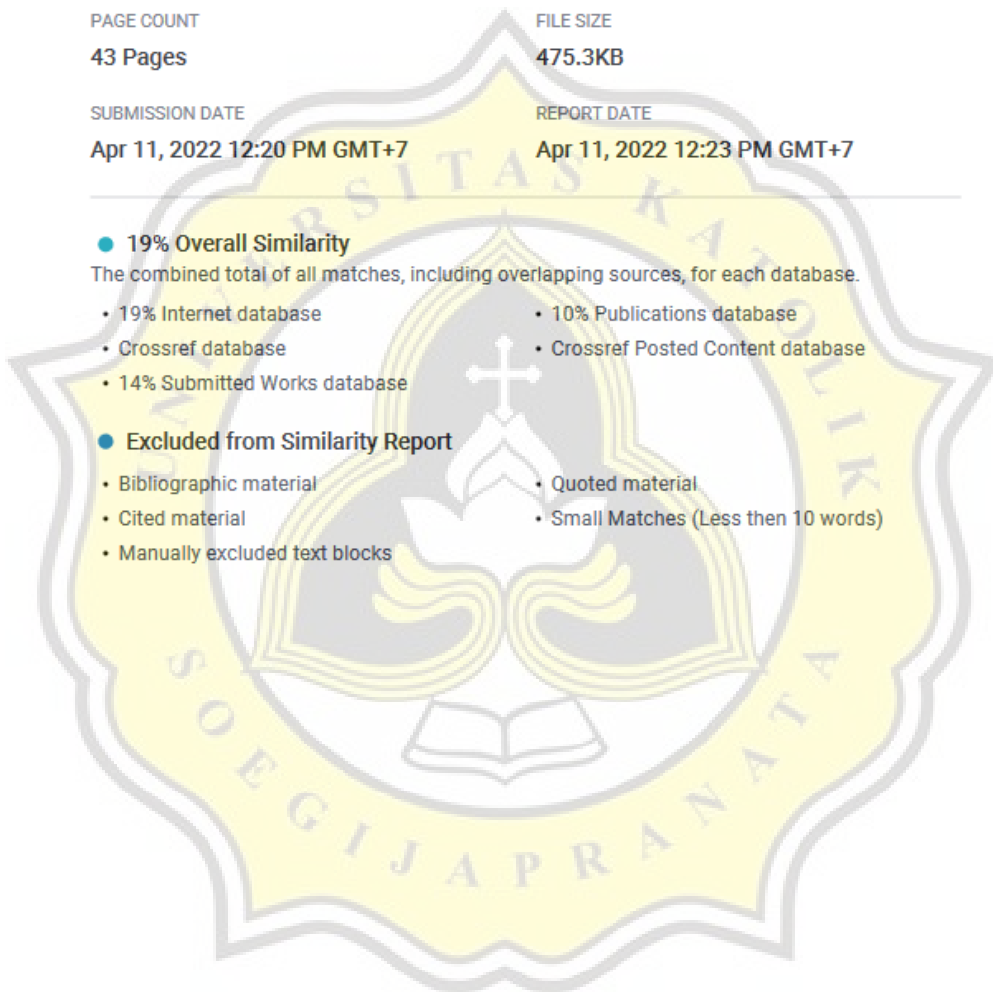 PAGE COUNT
43 Pages
FILE SIZE
475.3KB
SUBMISSION DATE
Apr 11, 2022 12:20 PM GMT+7
REPORT DATE
Apr 11, 2022 12:23 PM GMT+7
19% Overall Similarity
The combined total of all matches, including overlapping sources, for each database.
• 19% Internet database
• 10% Publications database
• Crossref database
• Crossref Posted Content database
• 14% Submitted Works database
Excluded from Similarity Report
• Bibliographic material
• Quoted material
• Cited material
• Small Matches (Less then 10 words)
• Manually excluded text blocks
UNIVERSITAS KATOLIK
SOEGIJAPRANATA